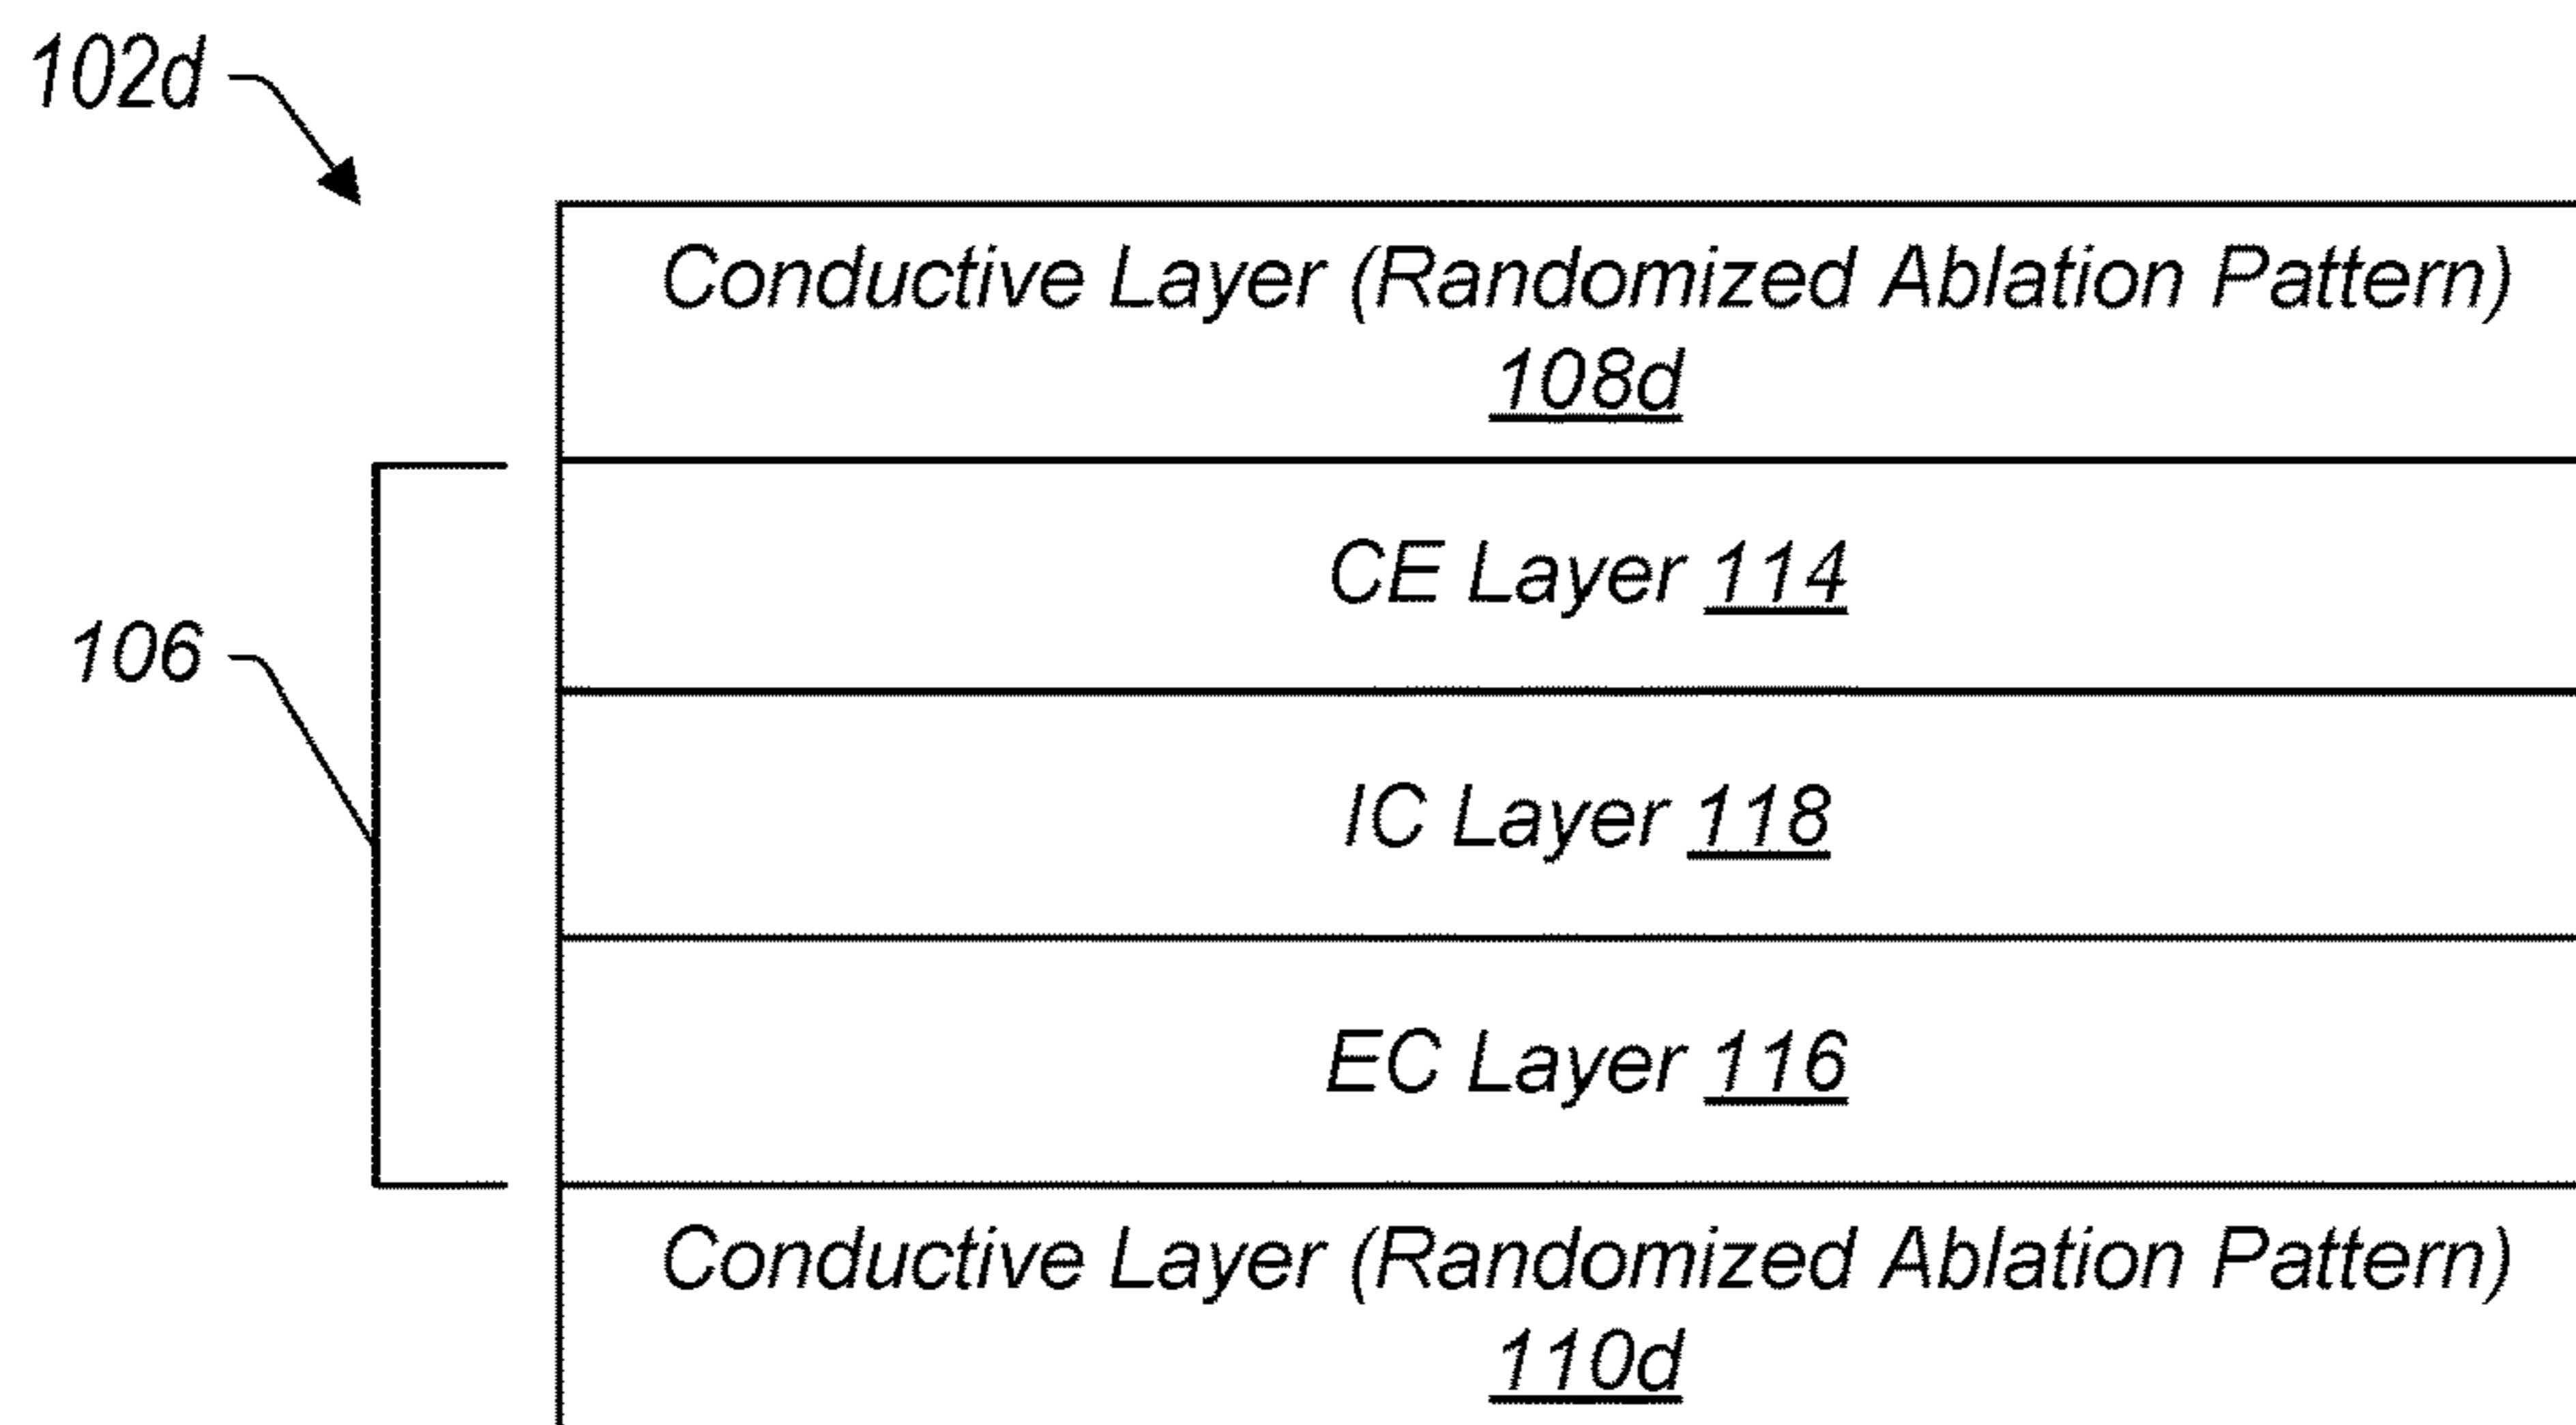 102d
Conductive Layer (Randomized Ablation Pattern)
108d
CE Layer 114
106
IC Layer 118
EC Layer 116
Conductive Layer (Randomized Ablation Pattern)
110d